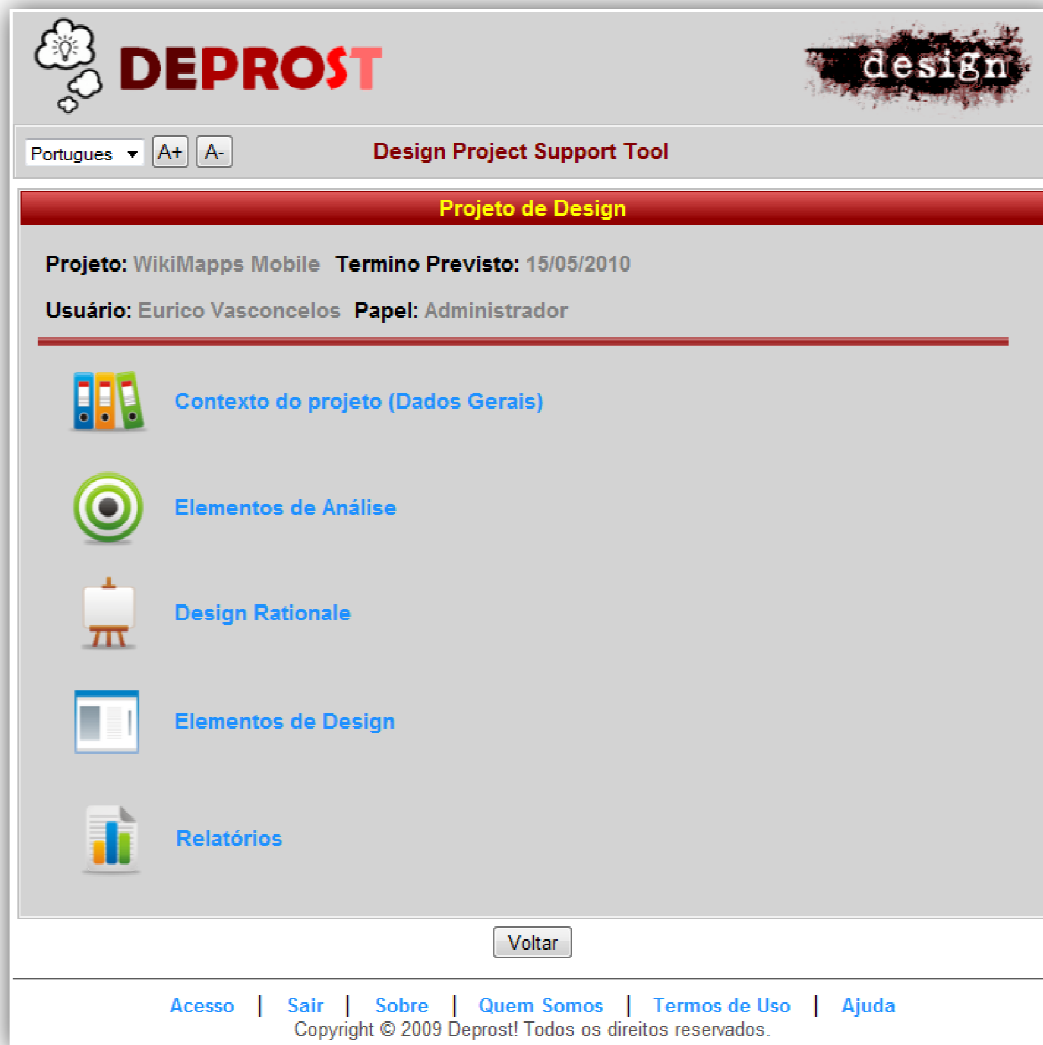 DEPROST
design
Portugues A+ A- Design Project Support Tool
Projeto de Design
Projeto: WikiMapps Mobile Termino Previsto: 15/05/2010
Usuário: Eurico Vasconcelos Papel: Administrador
Contexto do projeto (Dados Gerais)
Elementos de Análise
Design Rationale
Elementos de Design
Relatórios
Voltar
Acesso | Sair | Sobre | Quem Somos | Termos de Uso | Ajuda
Copyright © 2009 Deprost! Todos os direitos reservados.